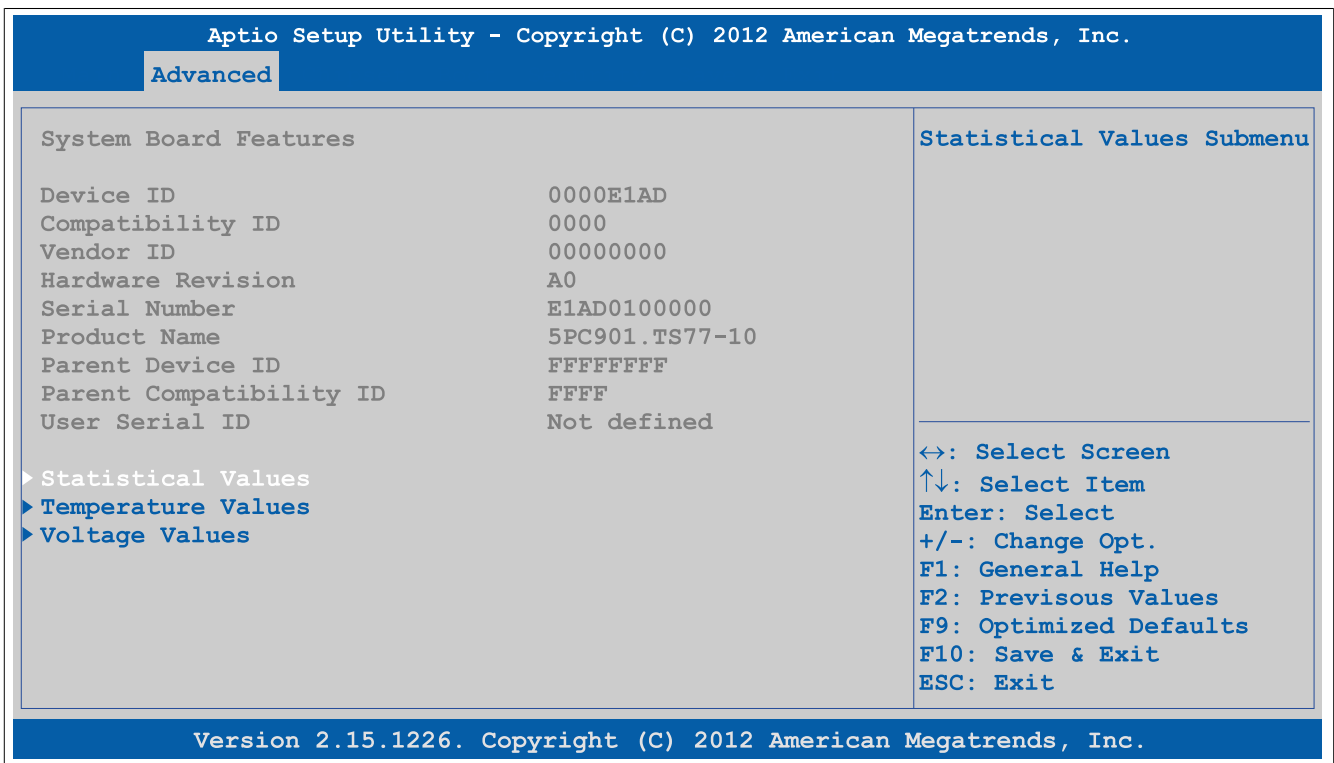 Aptio Setup Utility - Copyright (C) 2012 American Megatrends, Inc.
Advanced
System Board Features
Device ID 0000E1AD
Compatibility ID 0000
Vendor ID 00000000
Hardware Revision A0
Serial Number E1AD0100000
Product Name 5PC901.TS77-10
Parent Device ID FFFFFFFF
Parent Compatibility ID FFFF
User Serial ID Not defined
Statistical Values
Temperature Values
Voltage Values
Statistical Values Submenu
↔: Select Screen
↑↓: Select Item
Enter: Select
+/-: Change Opt.
F1: General Help
F2: Previsous Values
F9: Optimized Defaults
F10: Save & Exit
ESC: Exit
Version 2.15.1226. Copyright (C) 2012 American Megatrends, Inc.